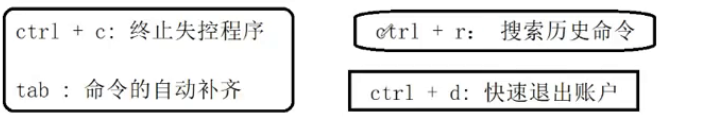 ctrl + c: 终止失控程序
tab : 命令的自动补齐
ctrl + r: 搜索历史命令
ctrl + d: 快速退出账户